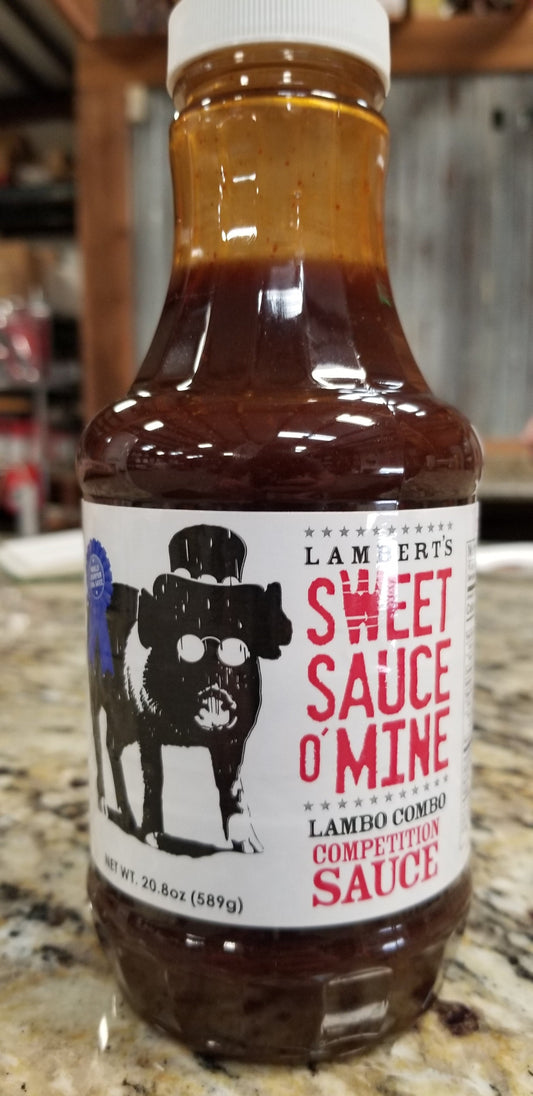 LAMBERT'S
SWEET
SAUCE
O'MINE
LAMBO COMBO
COMPETITION
SAUCE
NET WT. 20.8oz (589g)